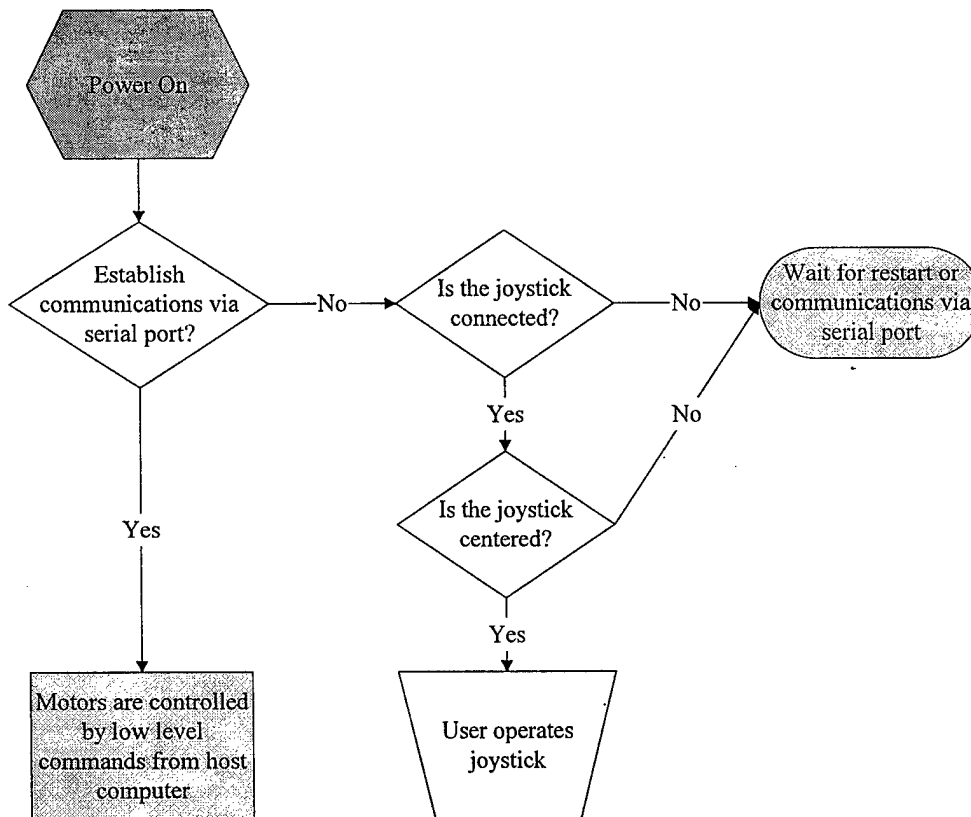 Power On
Establish
communications via
serial port?
No
Is the joystick
connected?
No
Wait for restart or
communications via
serial port
Yes
No
Is the joystick
centered?
Yes
Yes
Motors are controlled
by low level
commands from host
computer
User operates
joystick